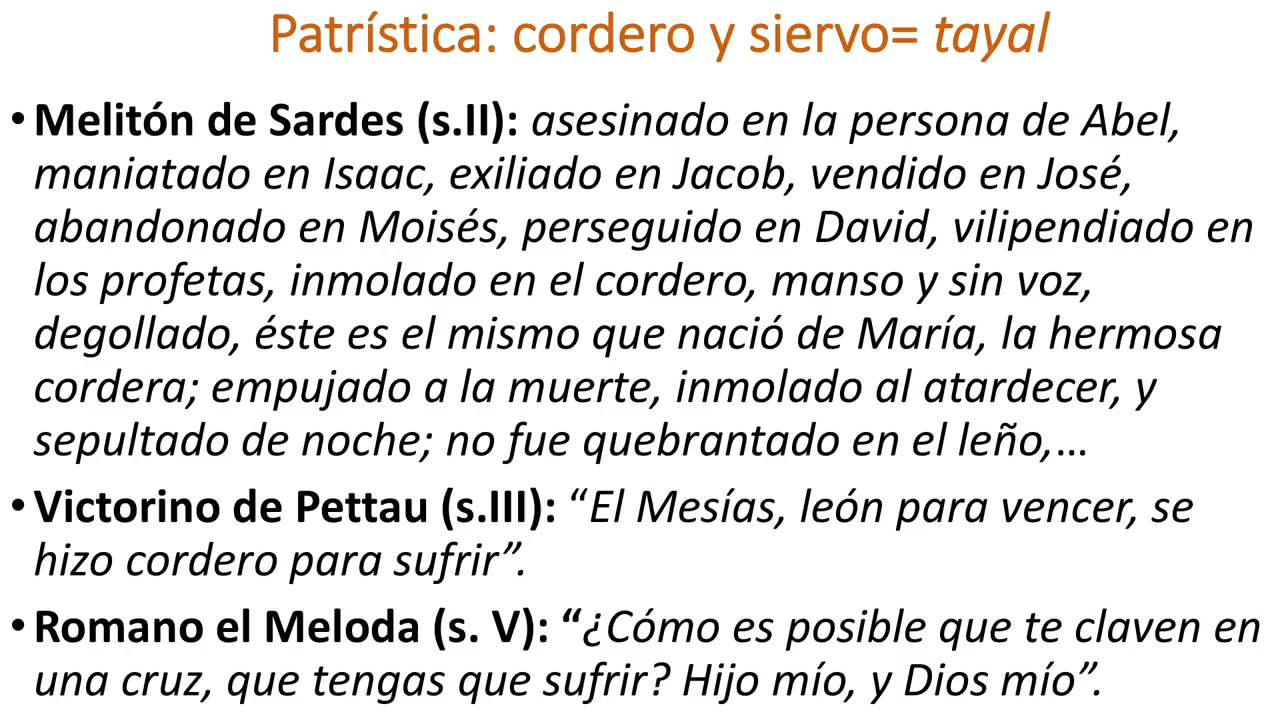 Patrística: cordero y siervo= tayal
• Melitón de Sardes (s.II): asesinado en la persona de Abel,
maniatado en Isaac, exiliado en Jacob, vendido en José,
abandonado en Moisés, perseguido en David, vilipendiado en
los profetas, inmolado en el cordero, manso y sin voz,
degollado, éste es el mismo que nació de María, la hermosa
cordera; empujado a la muerte, inmolado al atardecer, y
sepultado de noche; no fue quebrantado en el leño,...
• Victorino de Pettau (s.III): “El Mesías, león para vencer, se
hizo cordero para sufrir”.
• Romano el Meloda (s. V): “¿Cómo es posible que te claven en
una cruz, que tengas que sufrir? Hijo mío, y Dios mío”.